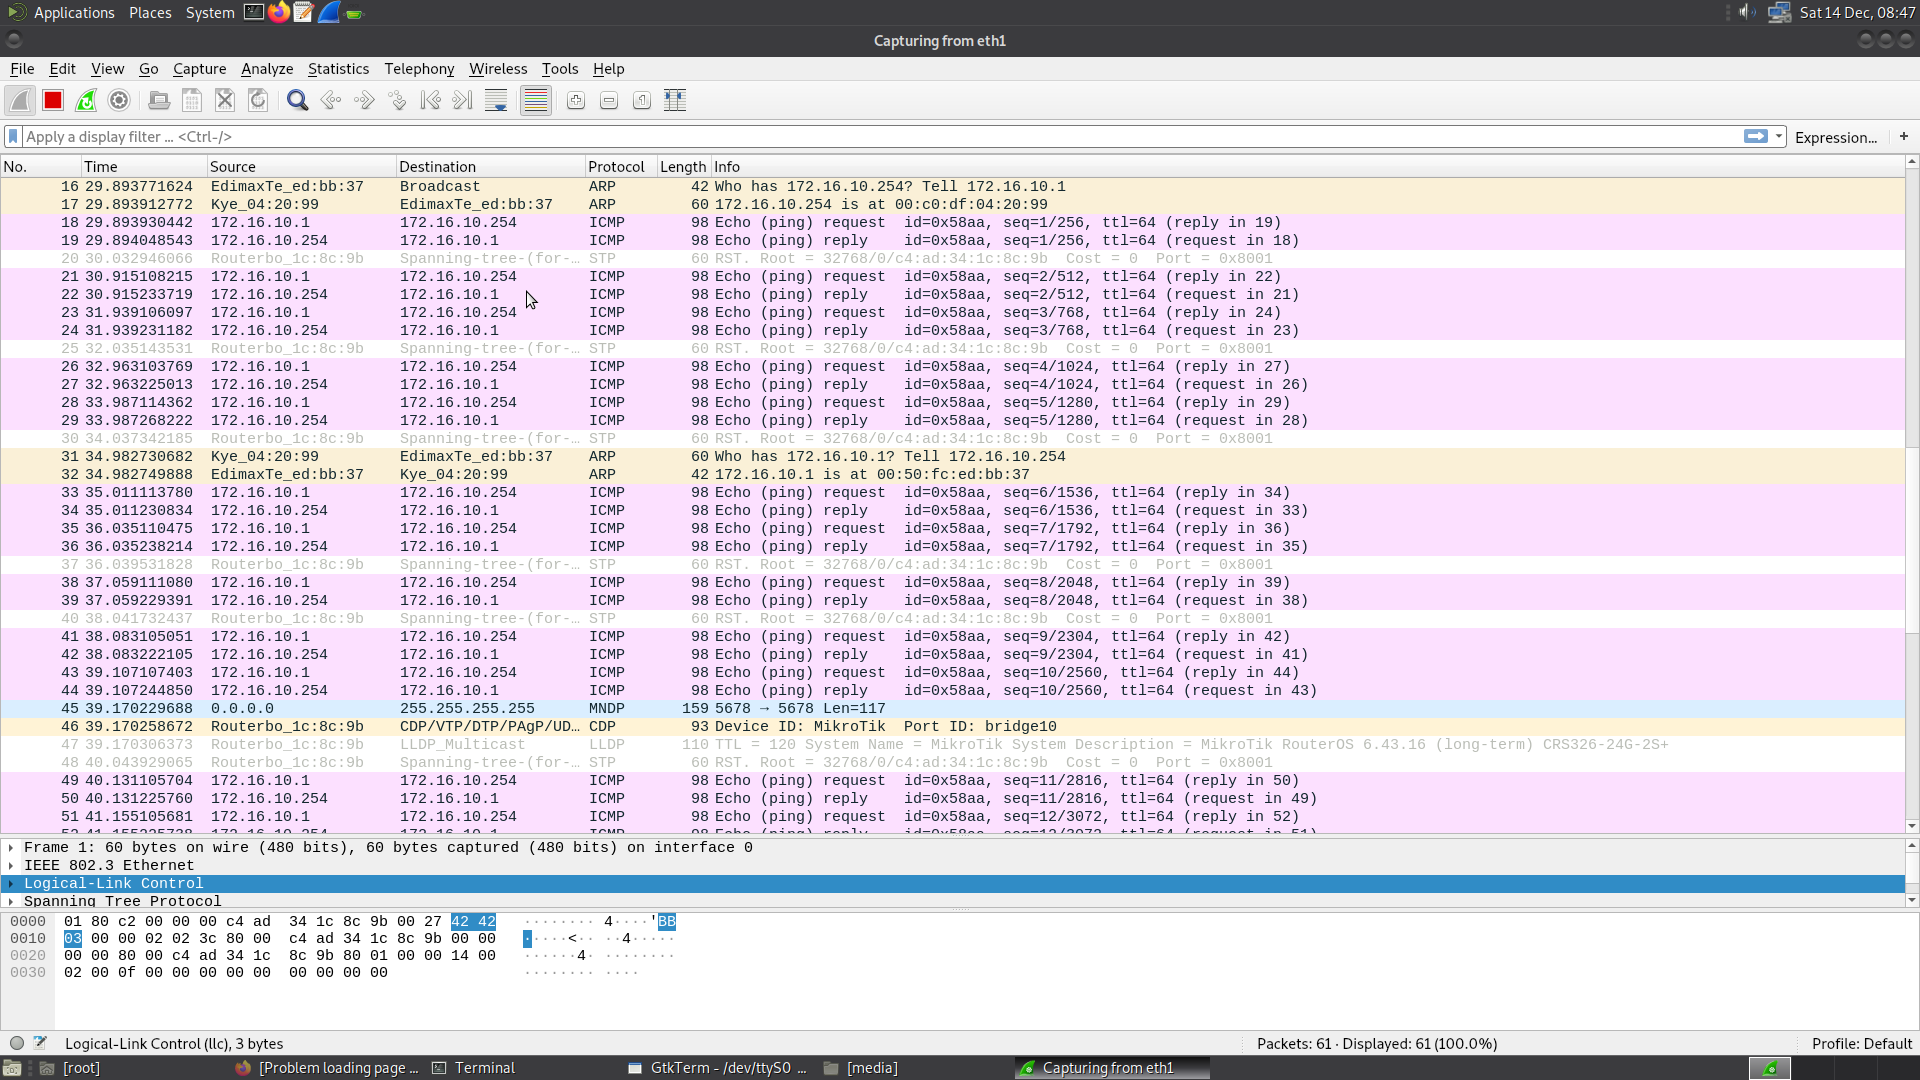 Applications Places System Sat 14 Dec, 08:47
Capturing from eth1
File Edit View Go Capture Analyze Statistics Telephony Wireless Tools Help
Apply a display filter ... <Ctrl-/> Expression... +
No. Time Source Destination Protocol Length Info
16 29.893771624 EdimaxTe_ed:bb:37 Broadcast ARP 42 Who has 172.16.10.254? Tell 172.16.10.1
17 29.893912772 Kye_04:20:99 EdimaxTe_ed:bb:37 ARP 60 172.16.10.254 is at 00:c0:df:04:20:99
18 29.893930442 172.16.10.1 172.16.10.254 ICMP 98 Echo (ping) request id=0x58aa, seq=1/256, ttl=64 (reply in 19)
19 29.894048543 172.16.10.254 172.16.10.1 ICMP 98 Echo (ping) reply id=0x58aa, seq=1/256, ttl=64 (request in 18)
20 30.032946066 Routerbo_1c:8c:9b Spanning-tree-(for-… STP 60 RST. Root = 32768/0/c4:ad:34:1c:8c:9b Cost = 0 Port = 0x8001
21 30.915108215 172.16.10.1 172.16.10.254 ICMP 98 Echo (ping) request id=0x58aa, seq=2/512, ttl=64 (reply in 22)
22 30.915233719 172.16.10.254 172.16.10.1 ICMP 98 Echo (ping) reply id=0x58aa, seq=2/512, ttl=64 (request in 21)
23 31.939106097 172.16.10.1 172.16.10.254 ICMP 98 Echo (ping) request id=0x58aa, seq=3/768, ttl=64 (reply in 24)
24 31.939231182 172.16.10.254 172.16.10.1 ICMP 98 Echo (ping) reply id=0x58aa, seq=3/768, ttl=64 (request in 23)
25 32.035143531 Routerbo_1c:8c:9b Spanning-tree-(for-… STP 60 RST. Root = 32768/0/c4:ad:34:1c:8c:9b Cost = 0 Port = 0x8001
26 32.963103769 172.16.10.1 172.16.10.254 ICMP 98 Echo (ping) request id=0x58aa, seq=4/1024, ttl=64 (reply in 27)
27 32.963225013 172.16.10.254 172.16.10.1 ICMP 98 Echo (ping) reply id=0x58aa, seq=4/1024, ttl=64 (request in 26)
28 33.987114362 172.16.10.1 172.16.10.254 ICMP 98 Echo (ping) request id=0x58aa, seq=5/1280, ttl=64 (reply in 29)
29 33.987268222 172.16.10.254 172.16.10.1 ICMP 98 Echo (ping) reply id=0x58aa, seq=5/1280, ttl=64 (request in 28)
30 34.037342185 Routerbo_1c:8c:9b Spanning-tree-(for-… STP 60 RST. Root = 32768/0/c4:ad:34:1c:8c:9b Cost = 0 Port = 0x8001
31 34.982730682 Kye_04:20:99 EdimaxTe_ed:bb:37 ARP 60 Who has 172.16.10.1? Tell 172.16.10.254
32 34.982749888 EdimaxTe_ed:bb:37 Kye_04:20:99 ARP 42 172.16.10.1 is at 00:50:fc:ed:bb:37
33 35.011113780 172.16.10.1 172.16.10.254 ICMP 98 Echo (ping) request id=0x58aa, seq=6/1536, ttl=64 (reply in 34)
34 35.011230834 172.16.10.254 172.16.10.1 ICMP 98 Echo (ping) reply id=0x58aa, seq=6/1536, ttl=64 (request in 33)
35 36.035110475 172.16.10.1 172.16.10.254 ICMP 98 Echo (ping) request id=0x58aa, seq=7/1792, ttl=64 (reply in 36)
36 36.035238214 172.16.10.254 172.16.10.1 ICMP 98 Echo (ping) reply id=0x58aa, seq=7/1792, ttl=64 (request in 35)
37 36.039531828 Routerbo_1c:8c:9b Spanning-tree-(for-… STP 60 RST. Root = 32768/0/c4:ad:34:1c:8c:9b Cost = 0 Port = 0x8001
38 37.059111080 172.16.10.1 172.16.10.254 ICMP 98 Echo (ping) request id=0x58aa, seq=8/2048, ttl=64 (reply in 39)
39 37.059229391 172.16.10.254 172.16.10.1 ICMP 98 Echo (ping) reply id=0x58aa, seq=8/2048, ttl=64 (request in 38)
40 38.041732437 Routerbo_1c:8c:9b Spanning-tree-(for-… STP 60 RST. Root = 32768/0/c4:ad:34:1c:8c:9b Cost = 0 Port = 0x8001
41 38.083105051 172.16.10.1 172.16.10.254 ICMP 98 Echo (ping) request id=0x58aa, seq=9/2304, ttl=64 (reply in 42)
42 38.083222105 172.16.10.254 172.16.10.1 ICMP 98 Echo (ping) reply id=0x58aa, seq=9/2304, ttl=64 (request in 41)
43 39.107107403 172.16.10.1 172.16.10.254 ICMP 98 Echo (ping) request id=0x58aa, seq=10/2560, ttl=64 (reply in 44)
44 39.107244850 172.16.10.254 172.16.10.1 ICMP 98 Echo (ping) reply id=0x58aa, seq=10/2560, ttl=64 (request in 43)
45 39.170229688 0.0.0.0 255.255.255.255 MNDP 159 5678 → 5678 Len=117
46 39.170258672 Routerbo_1c:8c:9b CDP/VTP/DTP/PAgP/UD… CDP 93 Device ID: MikroTik Port ID: bridge10
47 39.170306373 Routerbo_1c:8c:9b LLDP_Multicast LLDP 110 TTL = 120 System Name = MikroTik System Description = MikroTik RouterOS 6.43.16 (long-term) CRS326-24G-2S+
48 40.043929065 Routerbo_1c:8c:9b Spanning-tree-(for-… STP 60 RST. Root = 32768/0/c4:ad:34:1c:8c:9b Cost = 0 Port = 0x8001
49 40.131105704 172.16.10.1 172.16.10.254 ICMP 98 Echo (ping) request id=0x58aa, seq=11/2816, ttl=64 (reply in 50)
50 40.131225760 172.16.10.254 172.16.10.1 ICMP 98 Echo (ping) reply id=0x58aa, seq=11/2816, ttl=64 (request in 49)
51 41.155105681 172.16.10.1 172.16.10.254 ICMP 98 Echo (ping) request id=0x58aa, seq=12/3072, ttl=64 (reply in 52)
Frame 1: 60 bytes on wire (480 bits), 60 bytes captured (480 bits) on interface 0
IEEE 802.3 Ethernet
Logical-Link Control
Spanning Tree Protocol
0000 01 80 c2 00 00 00 c4 ad 34 1c 8c 9b 00 27 42 42 ········ 4····'BB
0010 03 00 00 02 02 3c 80 00 c4 ad 34 1c 8c 9b 00 00 ·····<·· ··4·····
0020 00 00 80 00 c4 ad 34 1c 8c 9b 80 01 00 00 14 00 ······4· ········
0030 02 00 0f 00 00 00 00 00 00 00 00 00 ········ ····
Logical-Link Control (llc), 3 bytes Packets: 61 · Displayed: 61 (100.0%) Profile: Default
[root] [Problem loading page ... Terminal GtkTerm - /dev/ttyS0 ... [media] Capturing from eth1